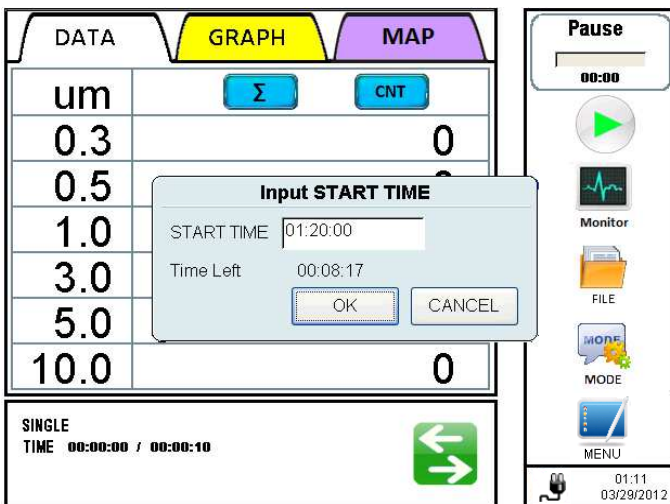 DATA
GRAPH
MAP
um
Σ
CNT
0.3 0
0.5
1.0
3.0
5.0
10.0 0
Input START TIME
START TIME 01:20:00
Time Left 00:08:17
OK
CANCEL
SINGLE
TIME 00:00:00 / 00:00:10
Pause
00:00
Monitor
FILE
MODE
MODE
MENU
01:11
03/29/2012